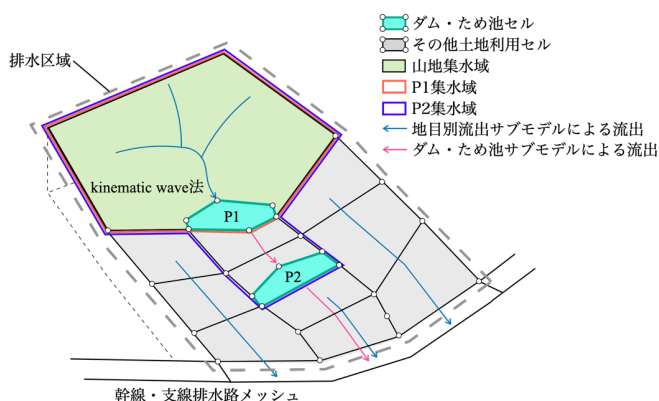 ダム・ため池セル
その他土地利用セル
山地集水域
P1集水域
P2集水域
地目別流出サブモデルによる流出
ダム・ため池サブモデルによる流出
排水区域
kinematic wave法
P1
P2
幹線・支線排水路メッシュ